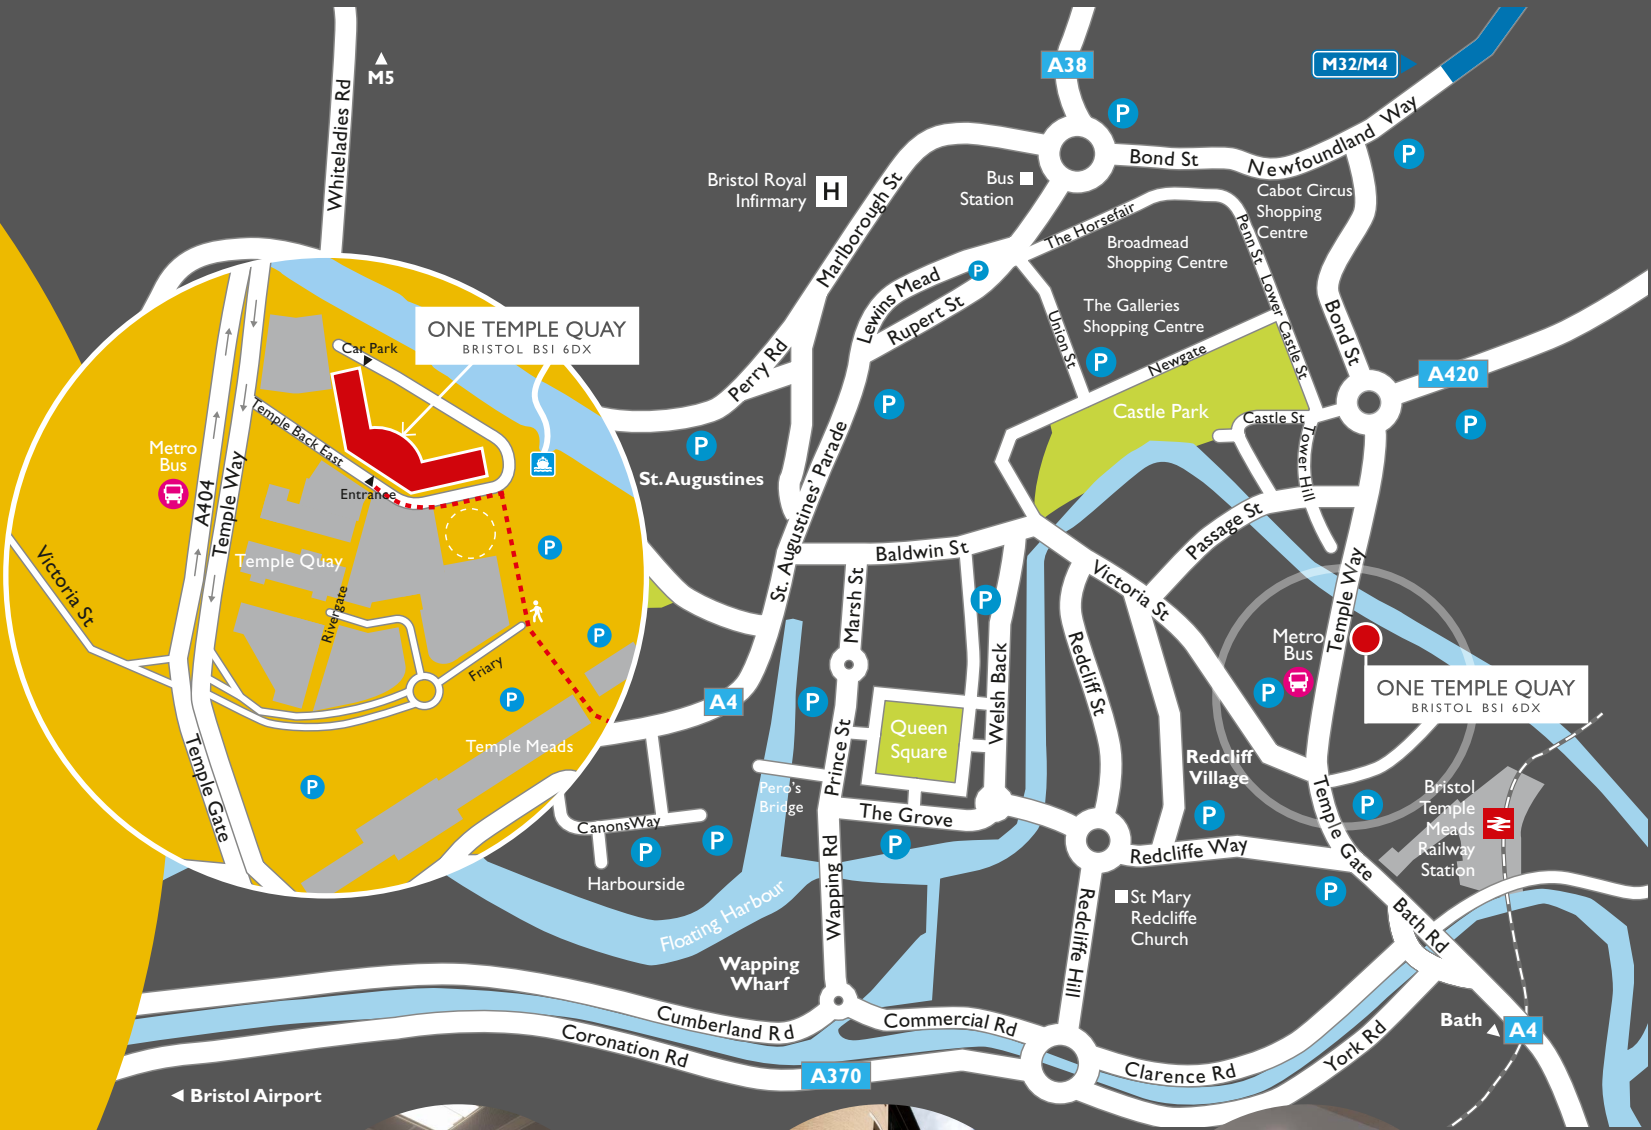 M5
Whiteladies Rd
A38
M32/M4
Newfoundland Way
Bond St
P
P
Bristol Royal
Infirmary
H
Bus
Station
Marlborough St
Cabot Circus
Shopping
Centre
The Horsefair
Penn St
Broadmead
Shopping Centre
Lewins Mead
P
Rupert St
The Galleries
Shopping Centre
Lower Castle St
Bond St
Union St
Newgate
P
A420
Perry Rd
P
P
Castle Park
Castle St
Tower Hill
P
St. Augustines
St. Augustines' Parade
Passage St
Baldwin St
Victoria St
Marsh St
P
Temple Way
Redcliff St
Welsh Back
Metro
Bus
P
ONE TEMPLE QUAY
BRISTOL BS1 6DX
A4
P
Prince St
Queen
Square
Redcliff
Village
P
Pero's
Bridge
The Grove
P
Temple Gate
P
Bristol
Temple
Meads
Railway
Station
CanonsWay
P
P
Harbourside
Redcliffe Way
P
Floating Harbour
Wapping Rd
Redcliffe Hill
St Mary
Redcliffe
Church
Bath Rd
Wapping
Wharf
Cumberland Rd
Commercial Rd
Coronation Rd
A370
Clarence Rd
York Rd
Bath
A4
Bristol Airport
ONE TEMPLE QUAY
BRISTOL BS1 6DX
Car Park
Temple Back East
Entrance
Metro
Bus
A404
Temple Way
Temple Quay
Victoria St
Rivergate
Friary
P
P
P
Temple Meads
Temple Gate
P